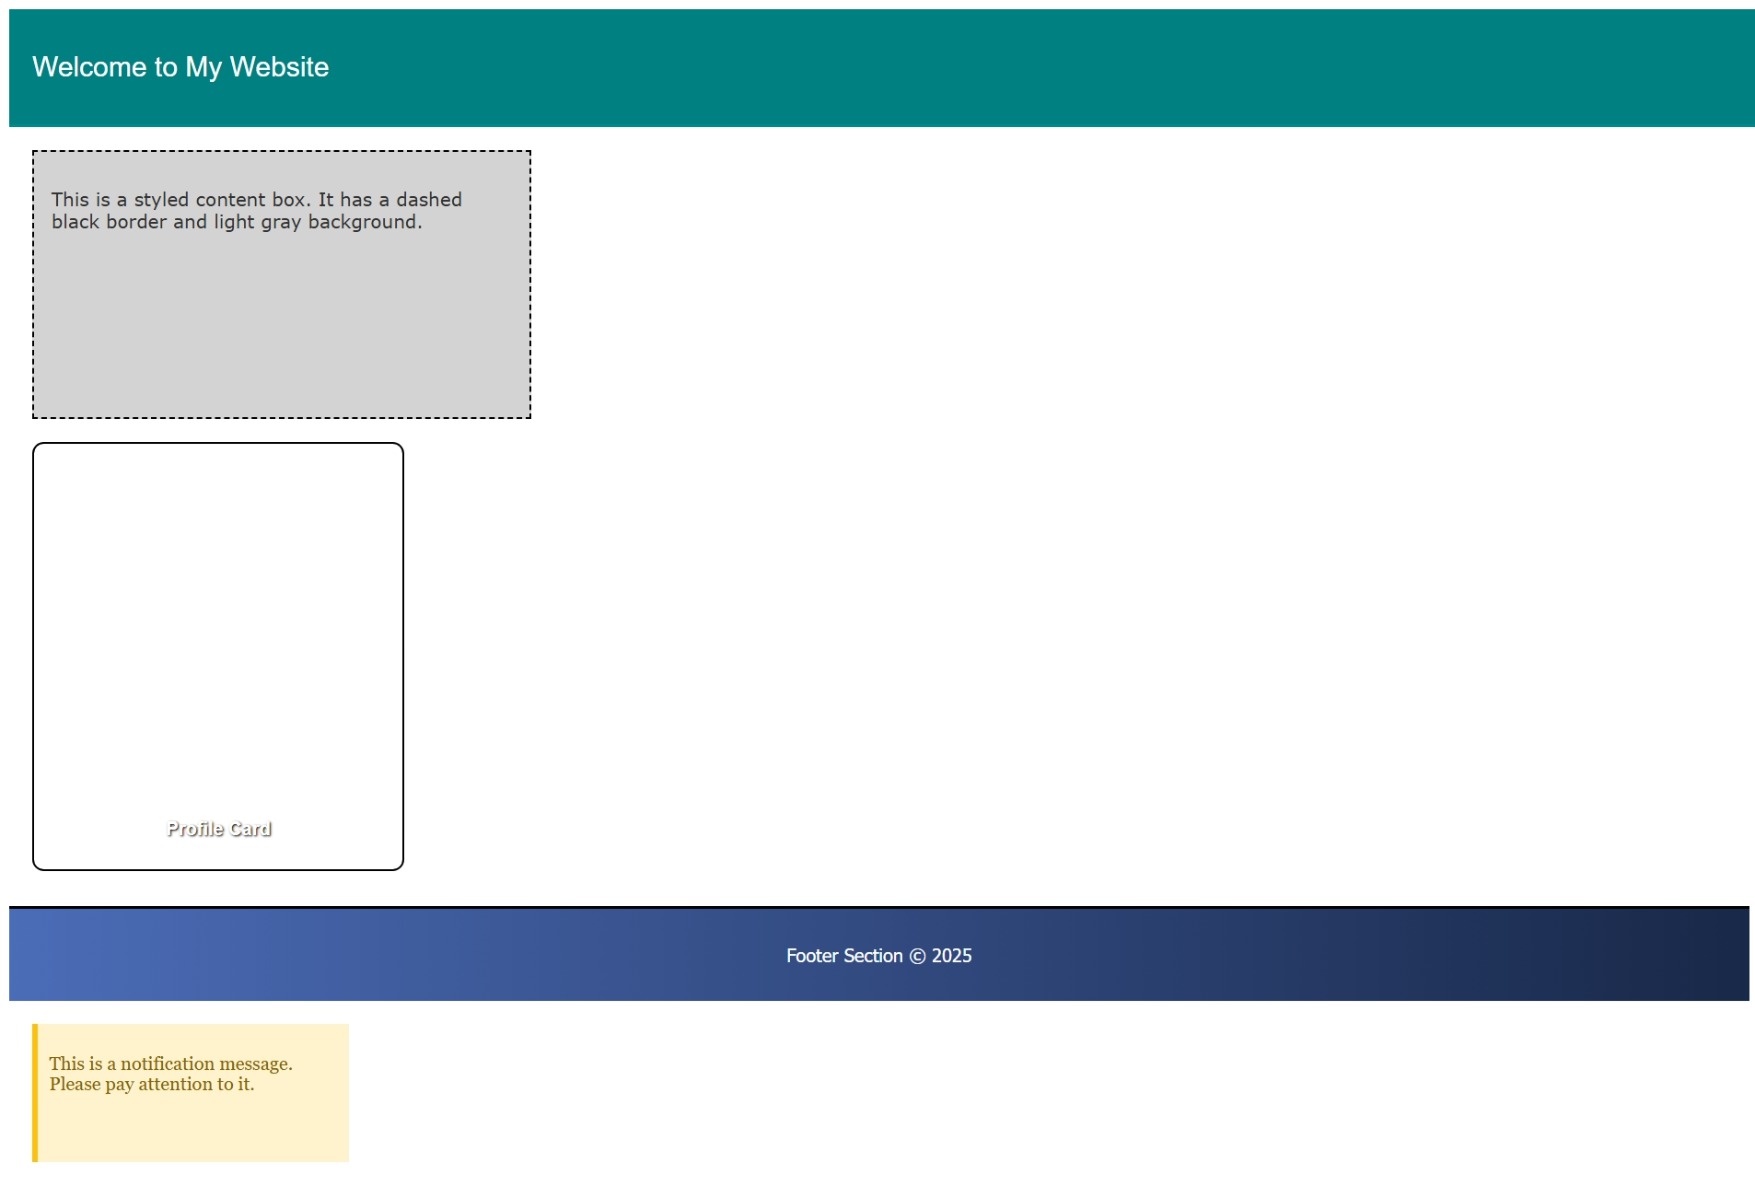 Welcome to My Website
This is a styled content box. It has a dashed
black border and light gray background.
Profile Card
Footer Section © 2025
This is a notification message.
Please pay attention to it.